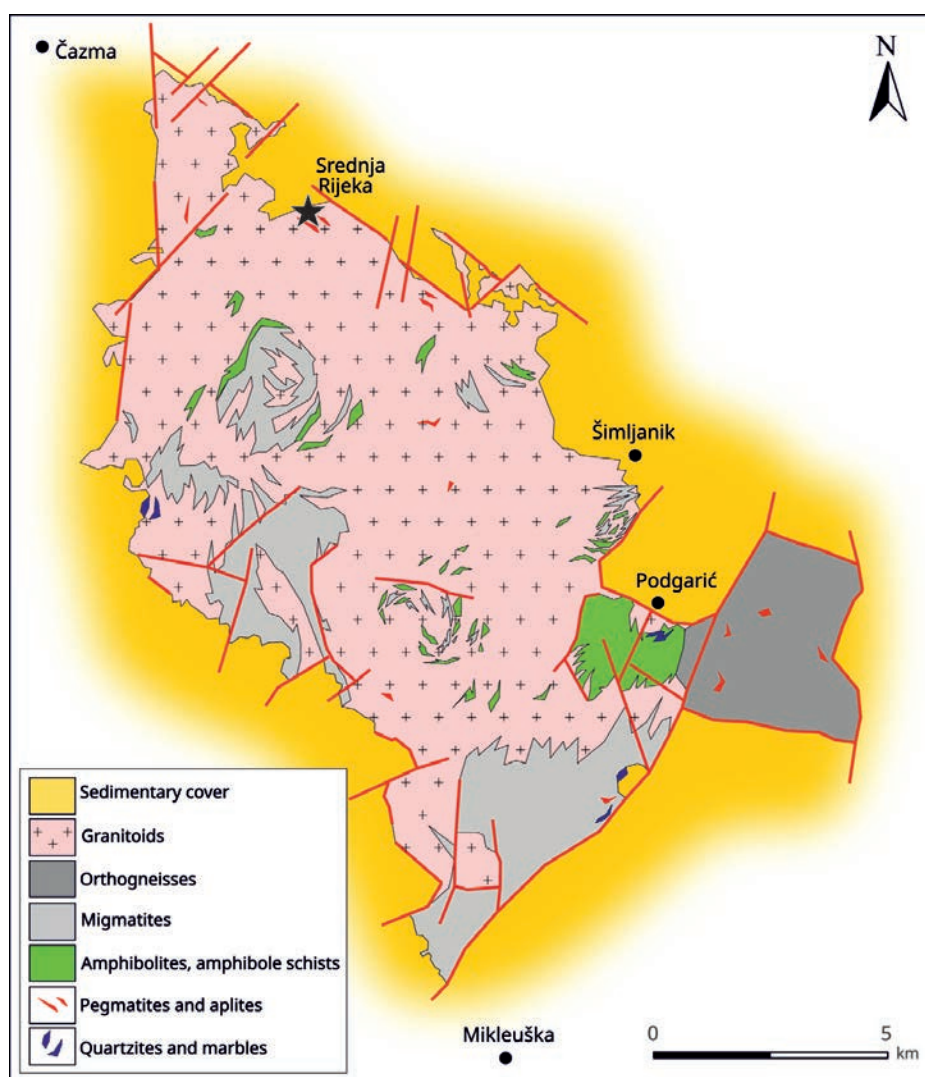 Čazma
N
Srednja
Rijeka
Šimljanik
Podgarić
Sedimentary cover
Granitoids
Orthogneisses
Migmatites
Amphibolites, amphibole schists
Pegmatites and aplites
Quartzites and marbles
Mikleuška
0 5
km